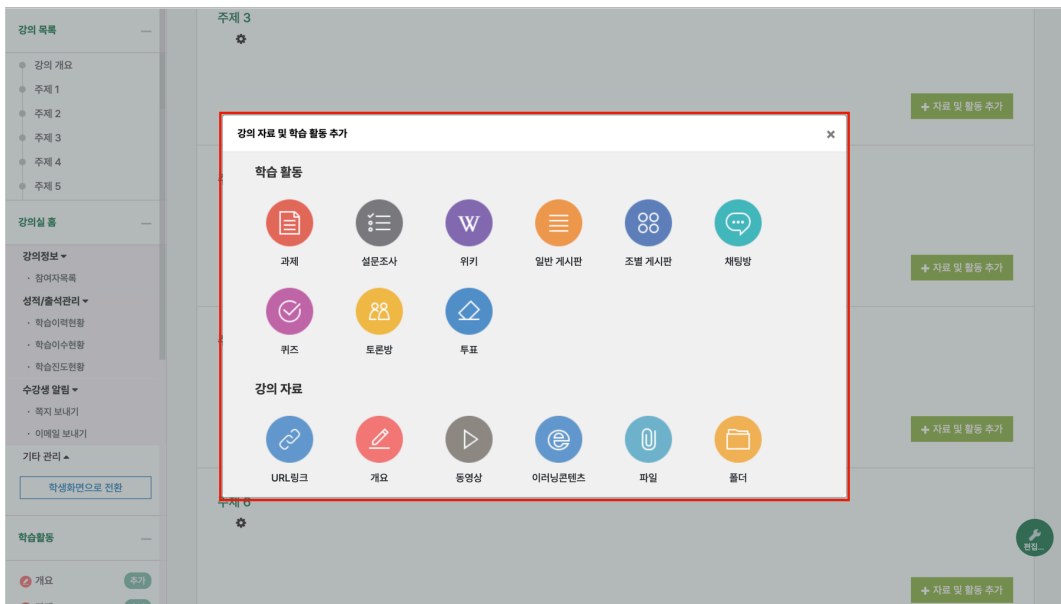 강의 목록
강의 개요
주제 1
주제 2
주제 3
주제 4
주제 5
강의실 홈
강의정보
· 참여자목록
성적/출석관리
· 학습이력현황
· 학습이수현황
· 학습진도현황
수강생 알림
· 쪽지 보내기
· 이메일 보내기
기타 관리
학생화면으로 전환
학습활동
개요
추가
주제 3
+ 자료 및 활동 추가
강의 자료 및 학습 활동 추가
학습 활동
과제 설문조사 위키 일반 게시판 조별 게시판 채팅방
퀴즈 토론방 투표
강의 자료
URL링크 개요 동영상 이러닝콘텐츠 파일 폴더
+ 자료 및 활동 추가
+ 자료 및 활동 추가
주제 6
편집...
+ 자료 및 활동 추가